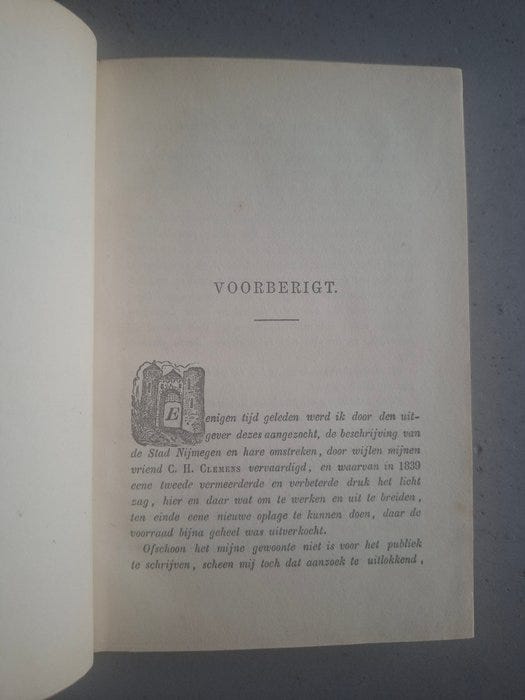 VOORBERIGT.
Eenigen tijd geleden werd ik door den uit-
gever dezes aangezocht, de beschrijving van
de Stad Nijmegen en hare omstreken, door wijlen mijnen
vriend C. H. CLEMENS vervaardigd, en waarvan in 1839
eene tweede vermeerderde en verbeterde druk het licht
zag, hier en daar wat om te werken en uit te breiden,
ten einde eene nieuwe oplage te kunnen doen, daar de
voorraad bijna geheel was uitverkocht.
Ofschoon het mijne gewoonte niet is voor het publiek
te schrijven, scheen mij toch dat aanzoek te uitlokkend,